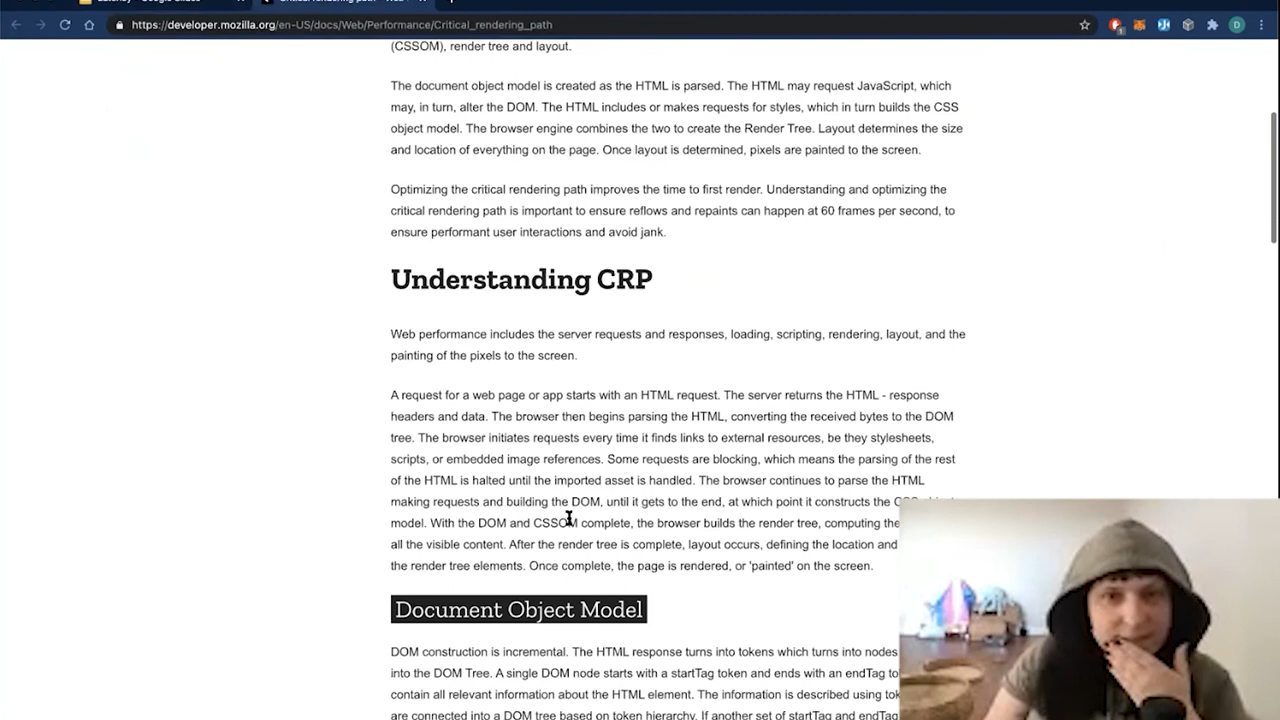 https://developer.mozilla.org/en-US/docs/Web/Performance/Critical_rendering_path
(CSSOM), render tree and layout.
The document object model is created as the HTML is parsed. The HTML may request JavaScript, which
may, in turn, alter the DOM. The HTML includes or makes requests for styles, which in turn builds the CSS
object model. The browser engine combines the two to create the Render Tree. Layout determines the size
and location of everything on the page. Once layout is determined, pixels are painted to the screen.
Optimizing the critical rendering path improves the time to first render. Understanding and optimizing the
critical rendering path is important to ensure reflows and repaints can happen at 60 frames per second, to
ensure performant user interactions and avoid jank.
Understanding CRP
Web performance includes the server requests and responses, loading, scripting, rendering, layout, and the
painting of the pixels to the screen.
A request for a web page or app starts with an HTML request. The server returns the HTML - response
headers and data. The browser then begins parsing the HTML, converting the received bytes to the DOM
tree. The browser initiates requests every time it finds links to external resources, be they stylesheets,
scripts, or embedded image references. Some requests are blocking, which means the parsing of the rest
of the HTML is halted until the imported asset is handled. The browser continues to parse the HTML
making requests and building the DOM, until it gets to the end, at which point it constructs the
model. With the DOM and CSSOM complete, the browser builds the render tree, computing the
all the visible content. After the render tree is complete, layout occurs, defining the location and
the render tree elements. Once complete, the page is rendered, or 'painted' on the screen.
Document Object Model
DOM construction is incremental. The HTML response turns into tokens which turns into nodes
into the DOM Tree. A single DOM node starts with a startTag token and ends with an endTag
contain all relevant information about the HTML element. The information is described using
are connected into a DOM tree based on token hierarchy. If another set of startTag and endTag